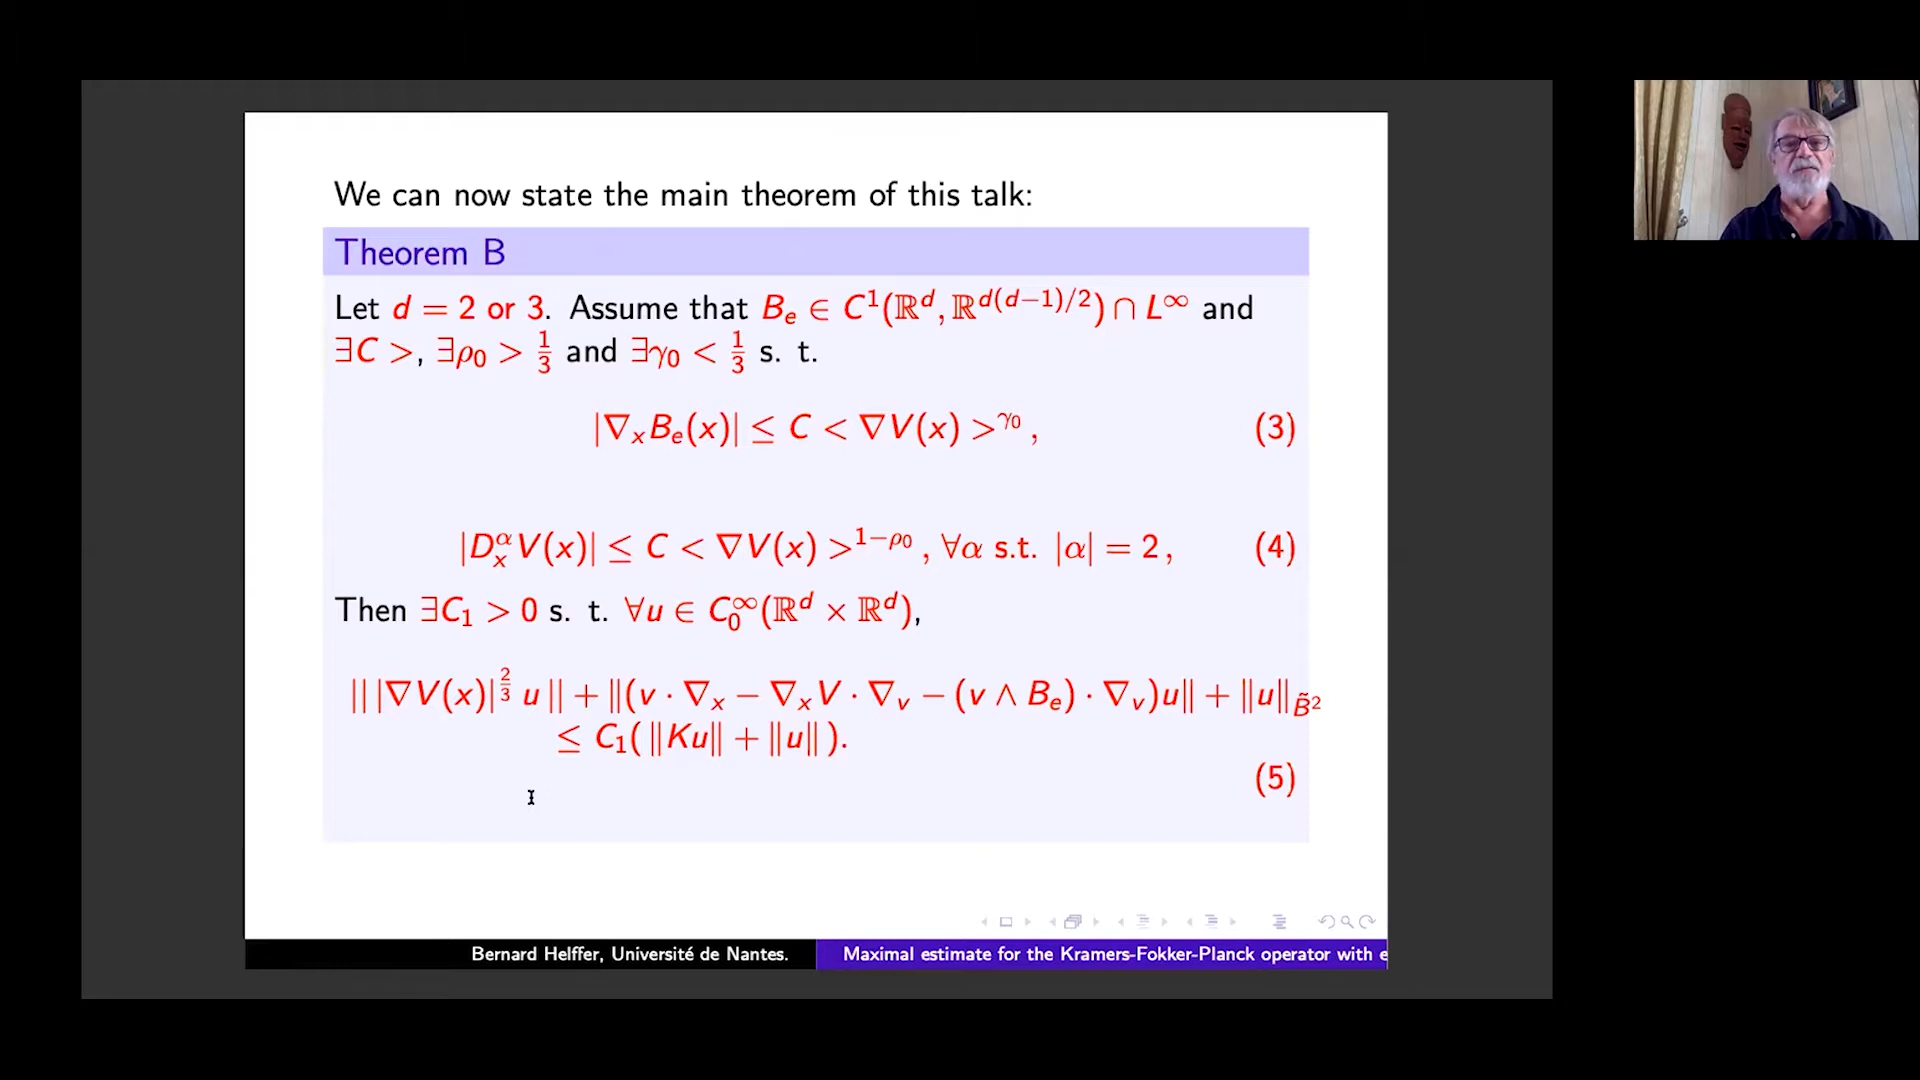 We can now state the main theorem of this talk:
Theorem B
Let d = 2 or 3. Assume that B_e ∈ C^1(ℝ^d, ℝ^{d(d−1)/2}) ∩ L^∞ and
∃C >, ∃ρ_0 > 1/3 and ∃γ_0 < 1/3 s. t.
|∇_x B_e(x)| ≤ C < ∇V(x) >^{γ_0} , (3)
|D_x^α V(x)| ≤ C < ∇V(x) >^{1−ρ_0} , ∀α s.t. |α| = 2 , (4)
Then ∃C_1 > 0 s. t. ∀u ∈ C_0^∞(ℝ^d × ℝ^d),
|| |∇V(x)|^{2/3} u || + ‖(v · ∇_x − ∇_x V · ∇_v − (v ∧ B_e) · ∇_v)u‖ + ‖u‖_{B̃^2}
≤ C_1( ‖Ku‖ + ‖u‖ ).
(5)
Bernard Helffer, Université de Nantes. Maximal estimate for the Kramers-Fokker-Planck operator with e